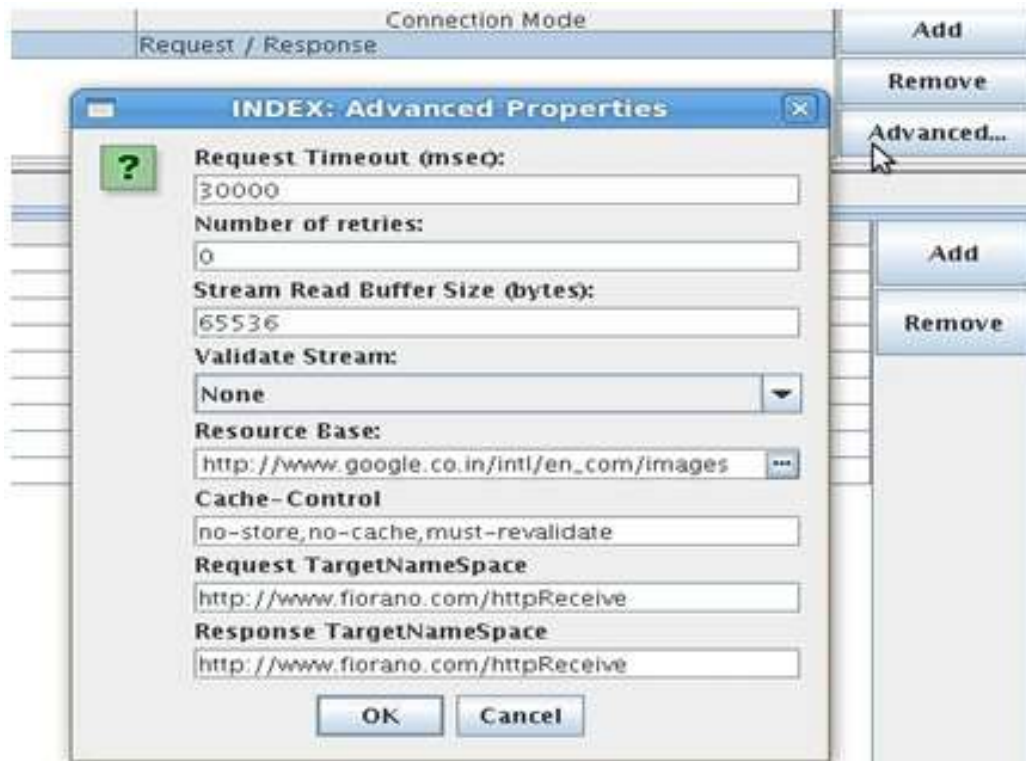 Connection Mode
Request / Response
Add
Remove
Advanced...
INDEX: Advanced Properties
?
Request Timeout (msec):
30000
Number of retries:
0
Stream Read Buffer Size (bytes):
65536
Validate Stream:
None
Resource Base:
http://www.google.co.in/intl/en_com/images
...
Cache-Control
no-store,no-cache,must-revalidate
Request TargetNameSpace
http://www.fiorano.com/httpReceive
Response TargetNameSpace
http://www.fiorano.com/httpReceive
OK
Cancel
Add
Remove